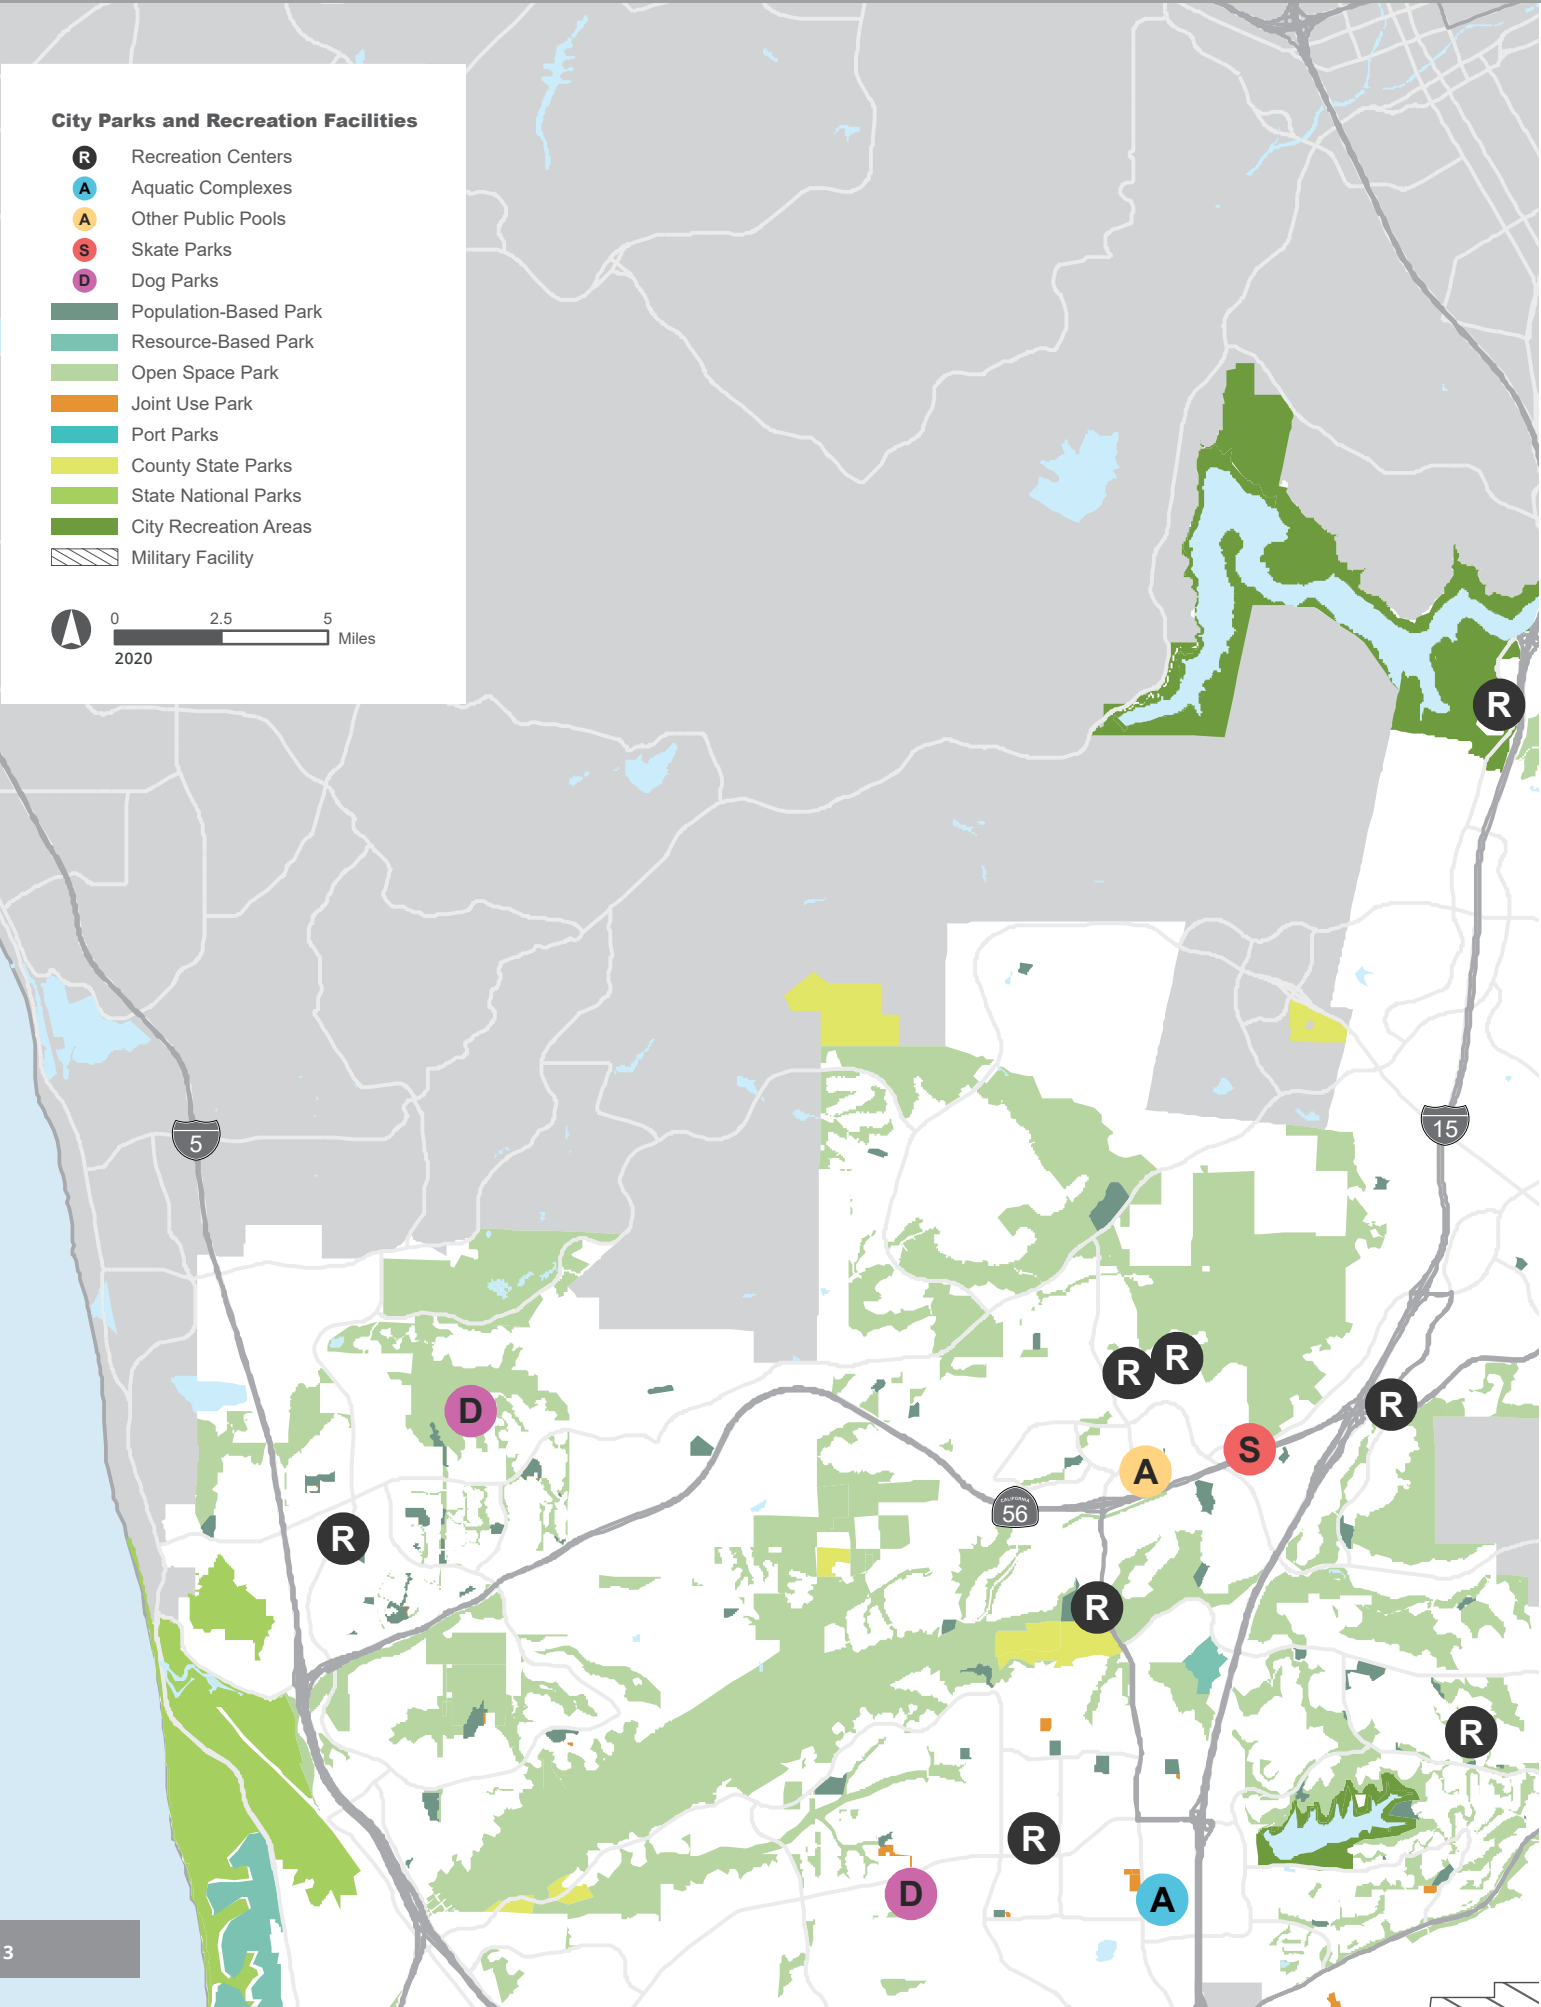 City Parks and Recreation Facilities
R Recreation Centers
A Aquatic Complexes
A Other Public Pools
S Skate Parks
D Dog Parks
Population-Based Park
Resource-Based Park
Open Space Park
Joint Use Park
Port Parks
County State Parks
State National Parks
City Recreation Areas
Military Facility
0 2.5 5
Miles
2020
R
5
15
R
R
R
D
S
A
CALIFORNIA
56
R
R
R
R
D
A
3